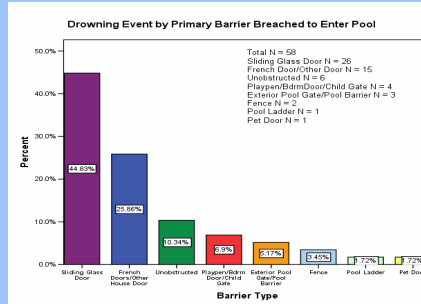 Drowning Event by Primary Barrier Breached to Enter Pool
Total N = 58
Sliding Glass Door N = 26
French Door/Other Door N = 15
Unobstructed N = 6
Playpen/BdrmDoor/Child Gate N = 4
Exterior Pool Gate/Pool Barrier N = 3
Fence N = 2
Pool Ladder N = 1
Pet Door N = 1
Percent
50.0%
40.0%
30.0%
20.0%
10.0%
0.0%
44.83%
25.86%
10.34%
6.9%
5.17%
3.45%
1.72%
1.72%
Sliding Glass
Door
French
Doors/Other
House Door
Unobstructed
Playpen/Bdrm
Door/Child
Gate
Exterior Pool
Gate/Pool
Barrier
Fence
Pool Ladder
Pet Doo
Barrier Type